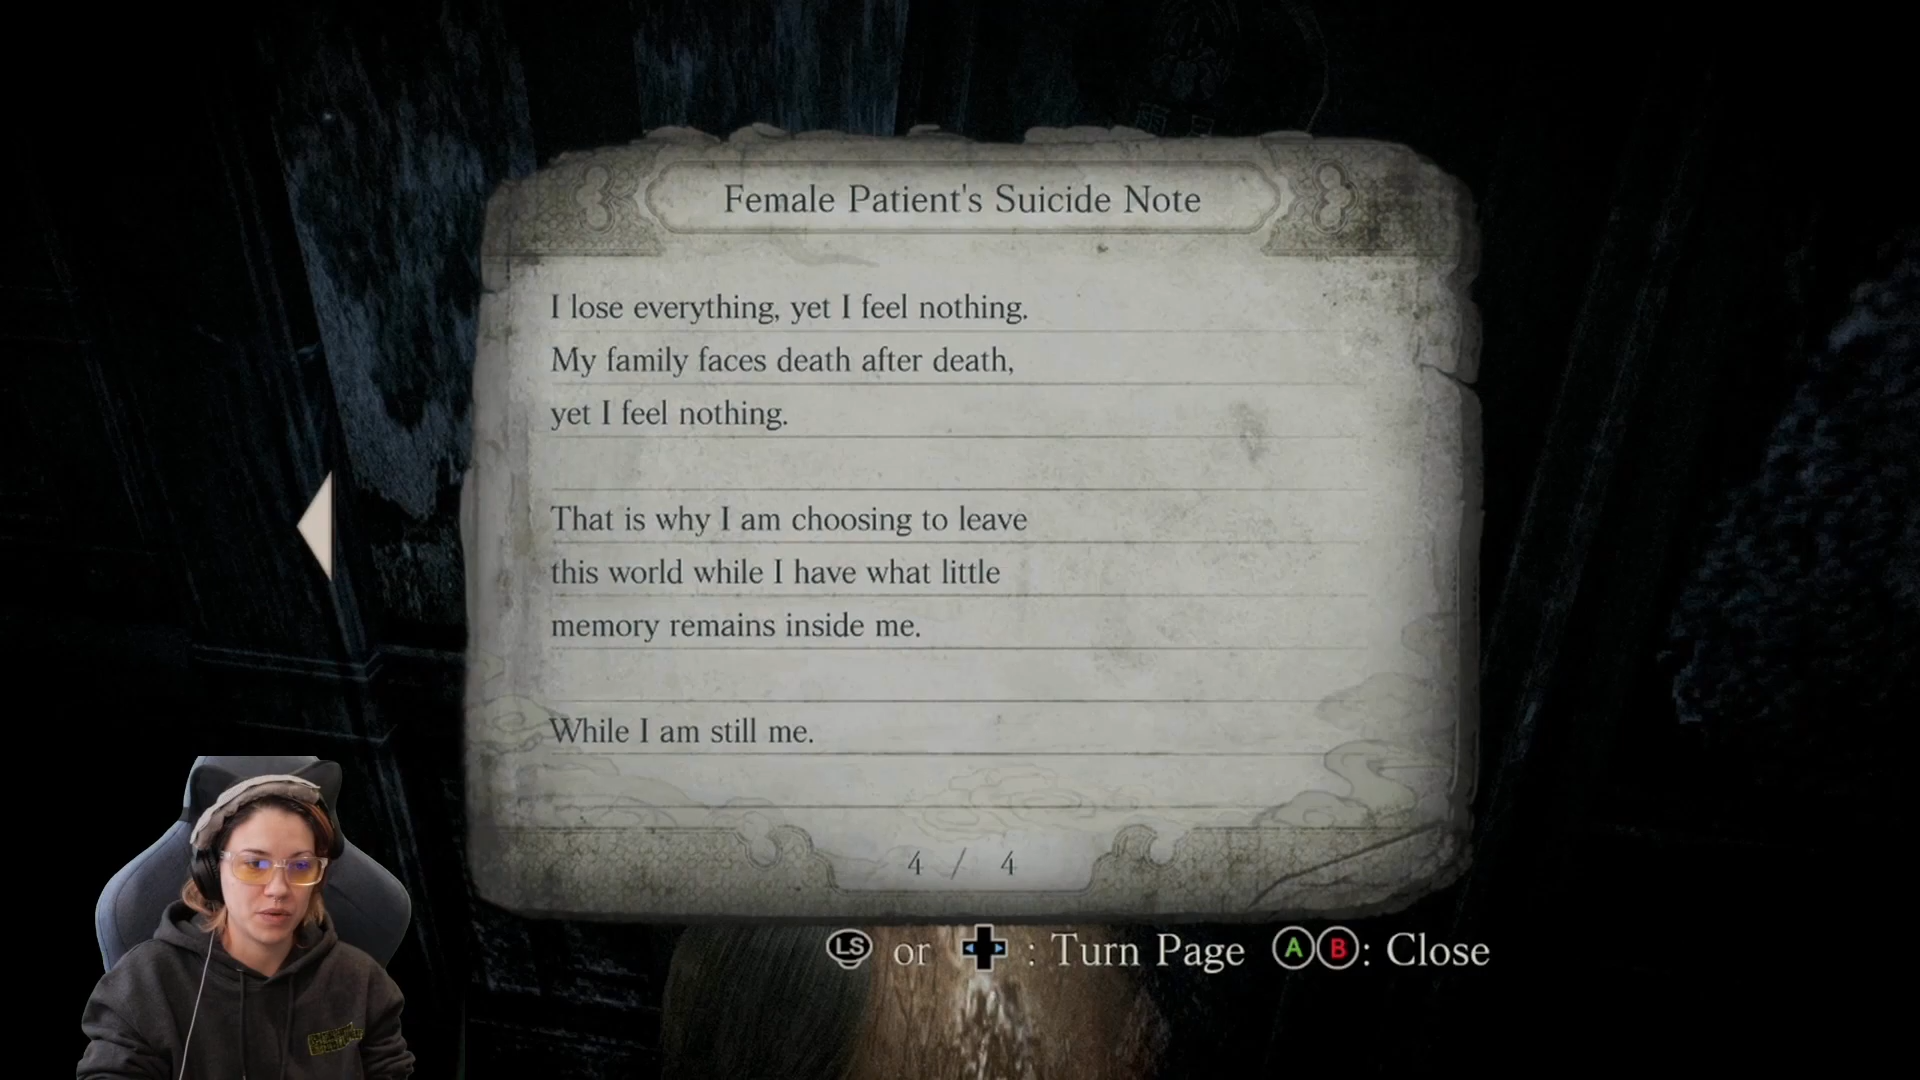 雨月
Female Patient's Suicide Note
I lose everything, yet I feel nothing.
My family faces death after death,
yet I feel nothing.
That is why I am choosing to leave
this world while I have what little
memory remains inside me.
While I am still me.
4 / 4
LS or : Turn Page A B : Close